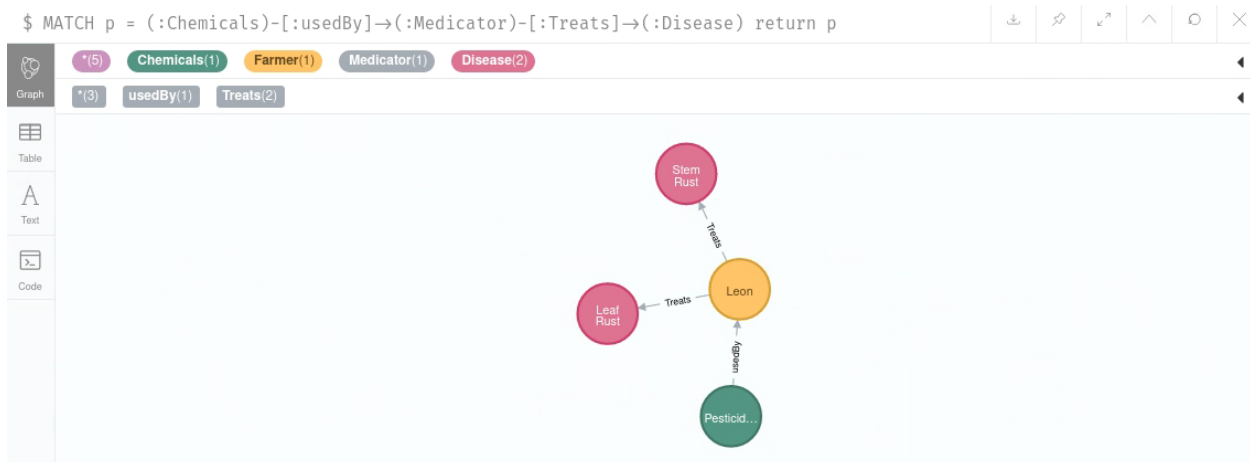 $ MATCH p = (:Chemicals)-[:usedBy]→(:Medicator)-[:Treats]→(:Disease) return p
*(5) Chemicals(1) Farmer(1) Medicator(1) Disease(2)
*(3) usedBy(1) Treats(2)
Graph
Table
A
Text
Code
Stem
Rust
Treats
Leon
Treats
Leaf
Rust
usedBy
Pesticid...